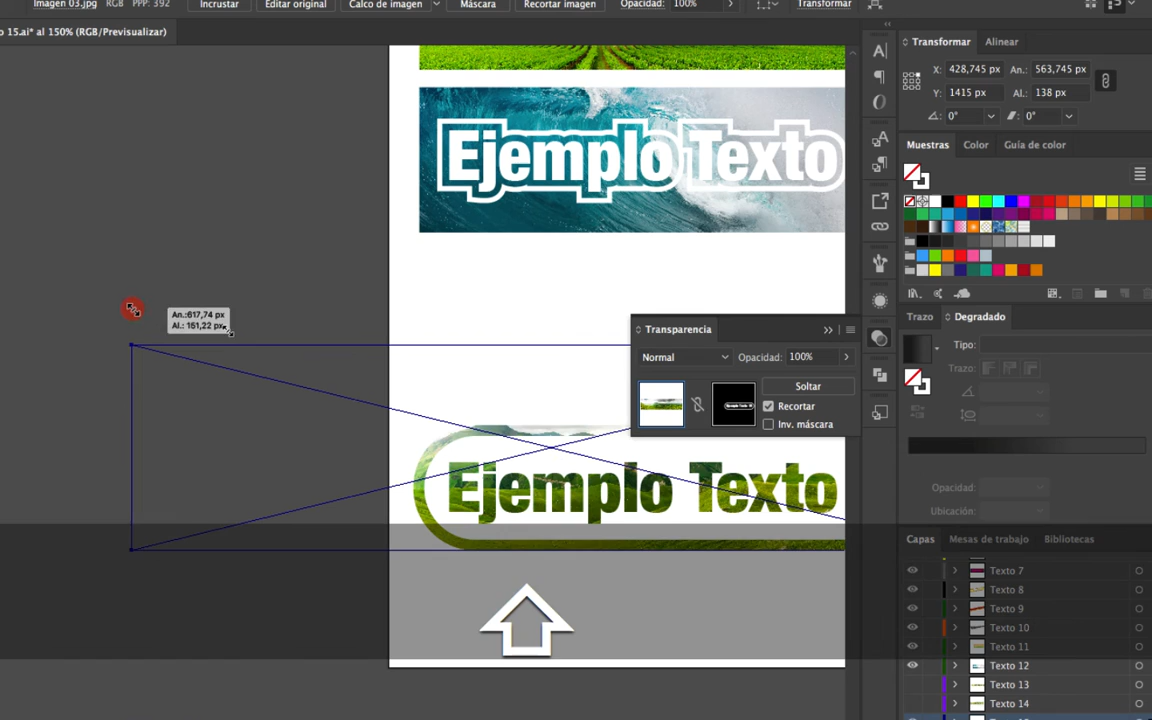 Imagen 03.jpg RGB PPP: 392 Incrustar Editar original Calco de imagen Máscara Recortar imagen Opacidad: 100% Transformar
o 15.ai* al 150% (RGB/Previsualizar)
Transformar Alinear
X: 428,745 px An.: 563,745 px
Y: 1415 px Al.: 138 px
0° 0°
Muestras Color Guía de color
Ejemplo Texto
An.:617,74 px
Al.: 151,22 px
Transparencia
Normal Opacidad: 100%
Soltar
Recortar
Inv. máscara
Trazo Degradado
Tipo:
Trazo:
Opacidad:
Ubicación:
Ejemplo Texto
Capas Mesas de trabajo Bibliotecas
Texto 7
Texto 8
Texto 9
Texto 10
Texto 11
Texto 12
Texto 13
Texto 14